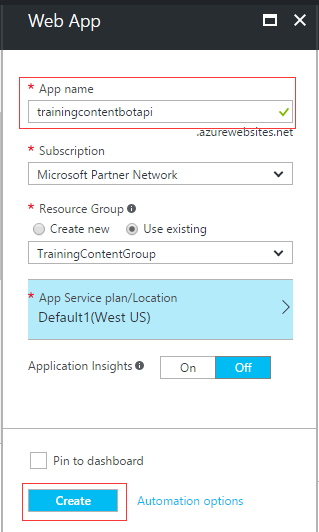 Web App
* App name
trainingcontentbotapi
.azurewebsites.net
* Subscription
Microsoft Partner Network
* Resource Group
Create new Use existing
TrainingContentGroup
* App Service plan/Location
Default1(West US)
Application Insights On Off
Pin to dashboard
Create Automation options